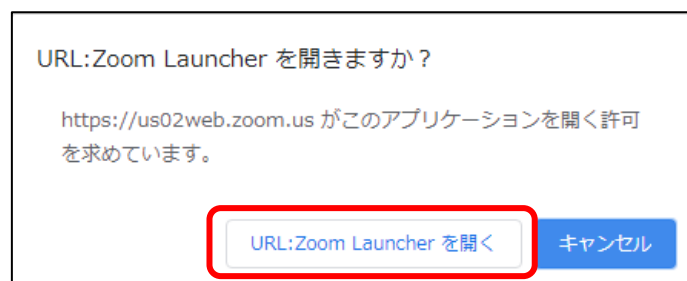 URL:Zoom Launcher を開きますか？
https://us02web.zoom.us がこのアプリケーションを開く許可
を求めています。
URL:Zoom Launcher を開く
キャンセル